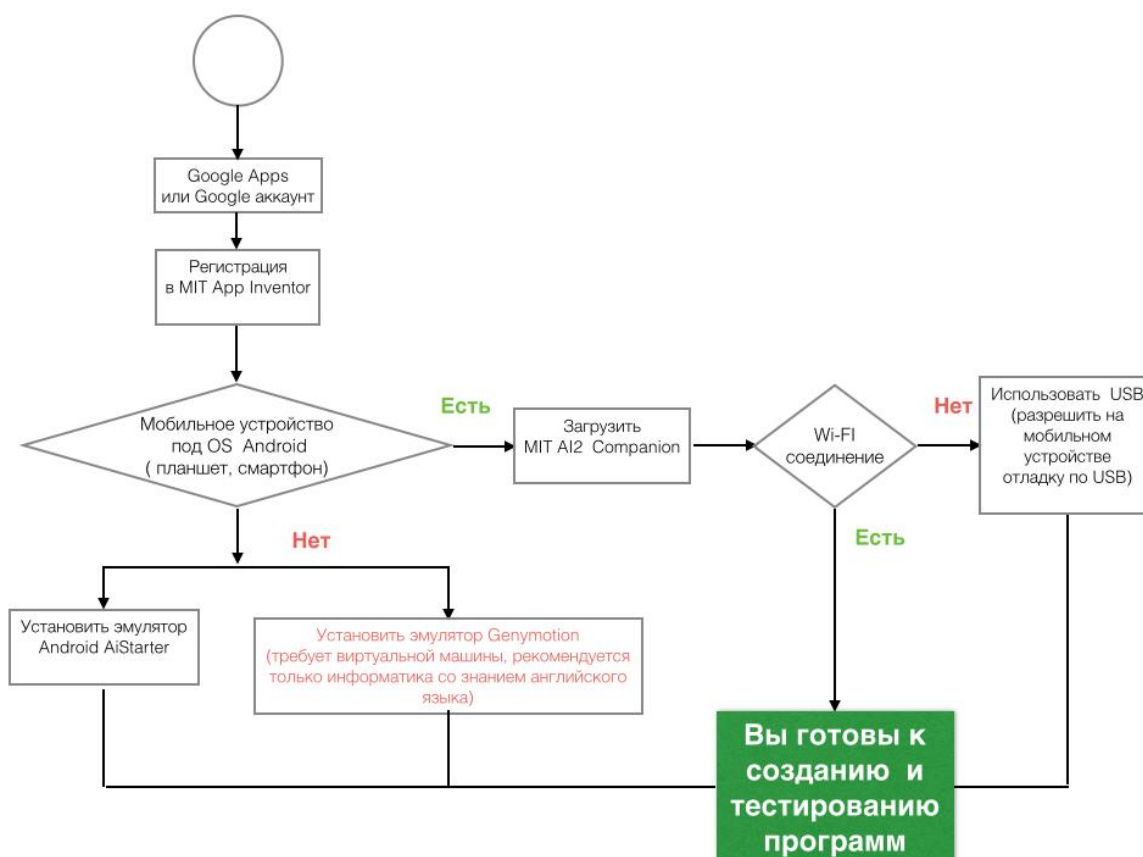 Google Apps
или Google аккаунт
Регистрация
в MIT App Inventor
Мобильное устройство
под OS Android
( планшет, смартфон)
Есть
Загрузить
MIT AI2 Companion
Wi-FI
соединение
Нет
Использовать USB
(разрешить на
мобильном
устройстве
отладку по USB)
Нет
Есть
Установить эмулятор
Android AiStarter
Установить эмулятор Genymotion
(требует виртуальной машины, рекомендуется
только информатика со знанием английского
языка)
Вы готовы к
созданию и
тестированию
программ